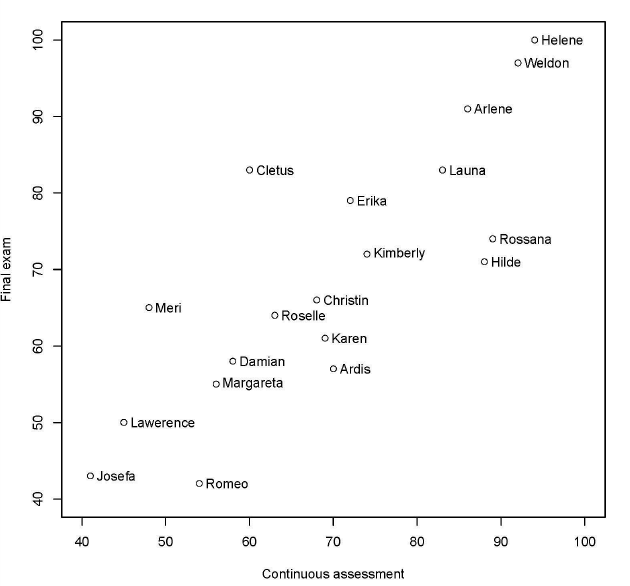 100
90
80
70
60
50
40
Final exam
Helene
Weldon
Arlene
Cletus
Launa
Erika
Rossana
Kimberly
Hilde
Christin
Meri
Roselle
Karen
Damian
Ardis
Margareta
Lawerence
Josefa
Romeo
40 50 60 70 80 90 100
Continuous assessment